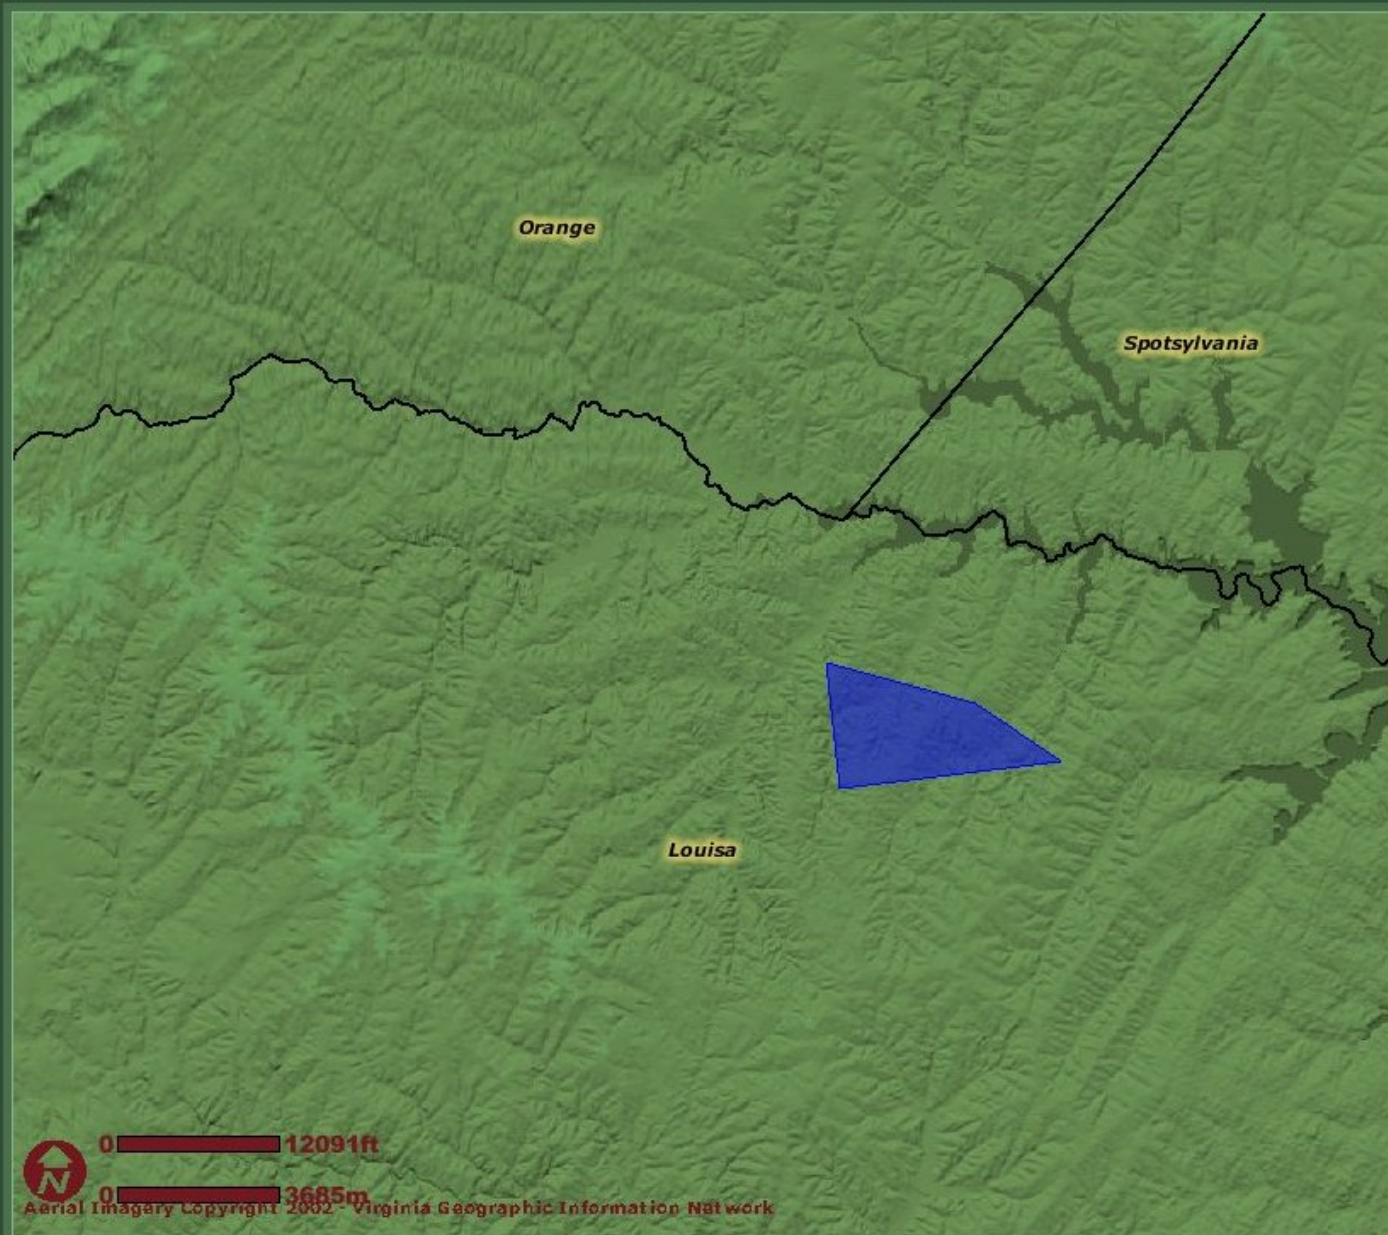 Orange
Spotsylvania
Louisa
0 12091ft
N
0 3685m
Aerial Imagery Copyright 2002 - Virginia Geographic Information Network